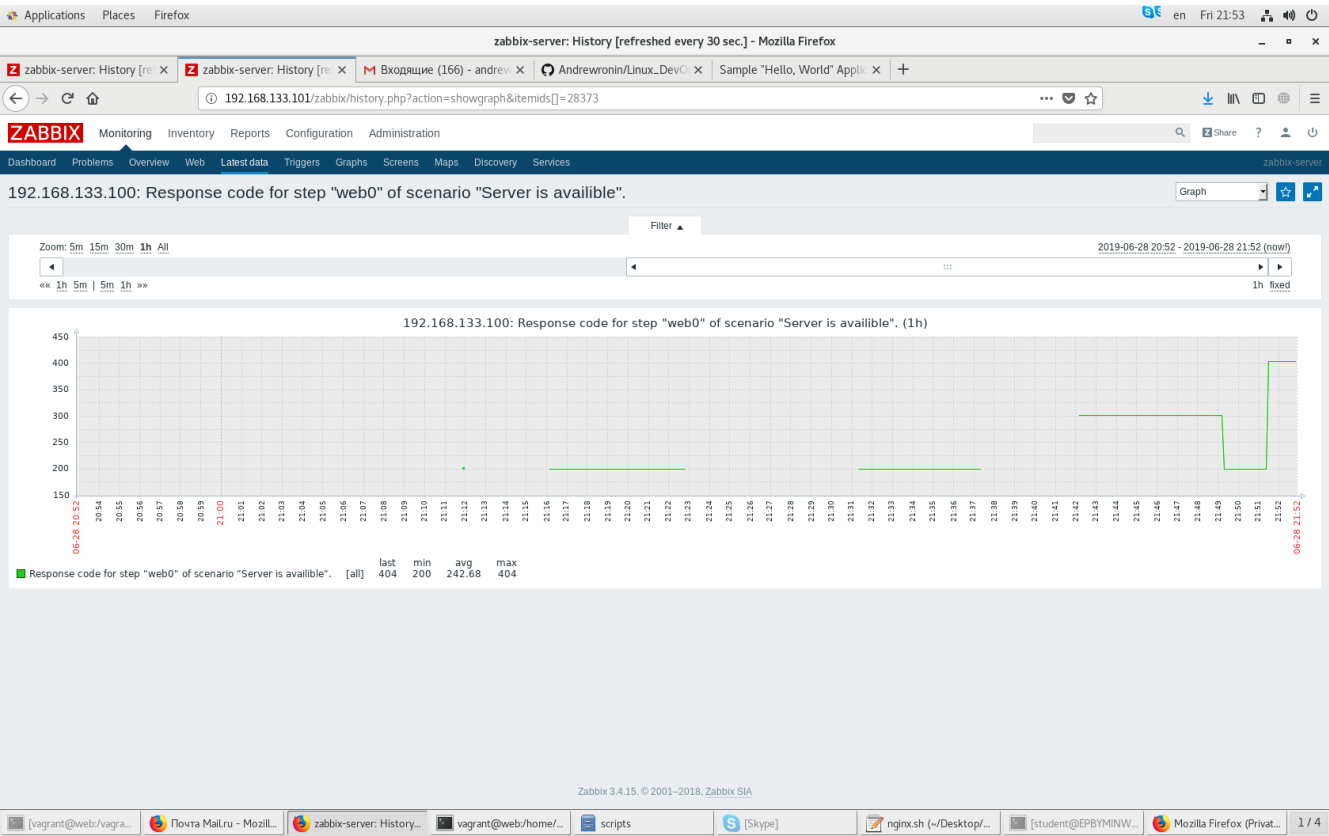 Applications Places Firefox en Fri 21:53
zabbix-server: History [refreshed every 30 sec.] - Mozilla Firefox
Z zabbix-server: History [re Z zabbix-server: History [re Входящие (166) - andrew Andrewronin/Linux_DevO Sample "Hello, World" Applic
192.168.133.101/zabbix/history.php?action=showgraph&itemids[]=28373
ZABBIX Monitoring Inventory Reports Configuration Administration Z Share ?
Dashboard Problems Overview Web Latest data Triggers Graphs Screens Maps Discovery Services zabbix-server
192.168.133.100: Response code for step "web0" of scenario "Server is availible". Graph
Filter ▲
Zoom: 5m 15m 30m 1h All 2019-06-28 20:52 - 2019-06-28 21:52 (now!)
«« 1h 5m | 5m 1h »» 1h fixed
192.168.133.100: Response code for step "web0" of scenario "Server is availible". (1h)
450
400
350
300
250
200
150
06-28 20:52 20:54 20:55 20:56 20:57 20:58 20:59 21:00 21:01 21:02 21:03 21:04 21:05 21:06 21:07 21:08 21:09 21:10 21:11 21:12 21:13 21:14 21:15 21:16 21:17 21:18 21:19 21:20 21:21 21:22 21:23 21:24 21:25 21:26 21:27 21:28 21:29 21:30 21:31 21:32 21:33 21:34 21:35 21:36 21:37 21:38 21:39 21:40 21:41 21:42 21:43 21:44 21:45 21:46 21:47 21:48 21:49 21:50 21:51 21:52 06-28 21:52
last min avg max
Response code for step "web0" of scenario "Server is availible". [all] 404 200 242.68 404
Zabbix 3.4.15. © 2001–2018, Zabbix SIA
[vagrant@web:/vagra... Почта Mail.ru - Mozill... zabbix-server: History... vagrant@web:/home/... scripts [Skype] nginx.sh (~/Desktop/... [student@EPBYMINW... Mozilla Firefox (Privat... 1 / 4